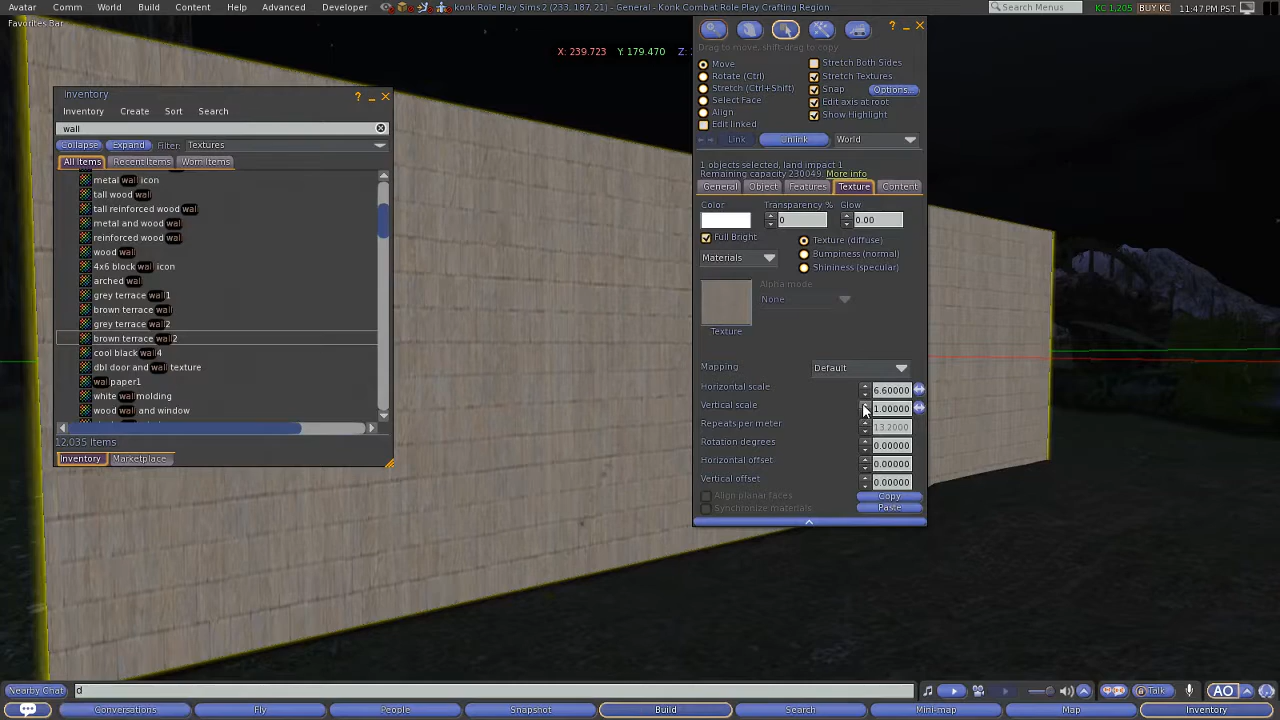 Avatar Comm World Build Content Help Advanced Developer Konk Role Play Sims2 (233, 187, 21) - General - Konk Combat Role Play Crafting Region Search Menus KC 1,205 BUY KC 11:47 PM PST
Favorites Bar
X: 239.723 Y: 179.470 Z:
Inventory
Inventory Create Sort Search
wall
Collapse Expand Filter: Textures
All Items Recent Items Worn Items
metal wall icon
tall wood wall
tall reinforced wood wall
metal and wood wall
reinforced wood wall
wood wall
4x6 block wall icon
arched wall
grey terrace wall1
brown terrace wall
grey terrace wall2
brown terrace wall2
cool black wall4
dbl door and wall texture
wallpaper1
white wall molding
wood wall and window
12,035 Items
Inventory Marketplace
Drag to move, shift-drag to copy
Move
Rotate (Ctrl)
Stretch (Ctrl+Shift)
Select Face
Align
Edit linked
Stretch Both Sides
Stretch Textures
Snap Options...
Edit axis at root
Show Highlight
Link Unlink World
1 objects selected, land impact 1
Remaining capacity 230049. More info
General Object Features Texture Content
Color Transparency % Glow
0 0.00
Full Bright
Materials
Texture (diffuse)
Bumpiness (normal)
Shininess (specular)
Alpha mode
None
Texture
Mapping Default
Horizontal scale 6.60000
Vertical scale 1.00000
Repeats per meter 13.2000
Rotation degrees 0.00000
Horizontal offset 0.00000
Vertical offset 0.00000
Align planar faces Copy
Synchronize materials Paste
Nearby Chat d Talk AO
Conversations Fly People Snapshot Build Search Mini-map Map Inventory